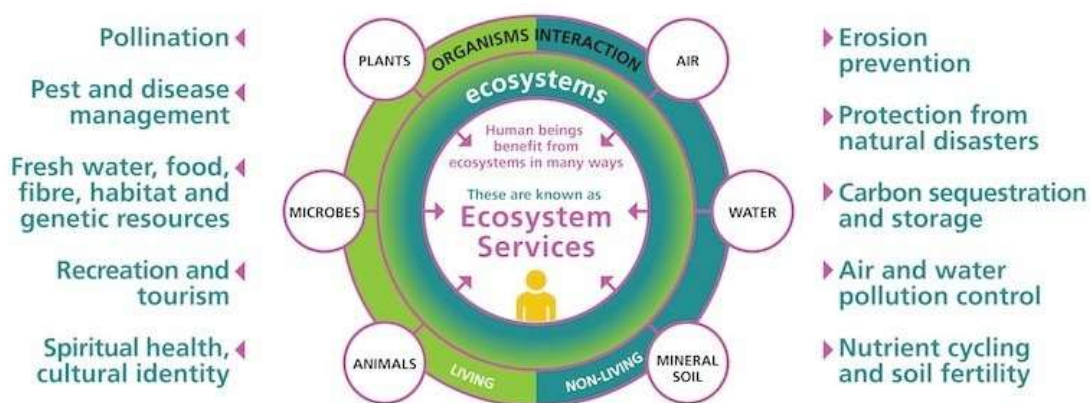 Pollination
Pest and disease
management
Fresh water, food,
fibre, habitat and
genetic resources
Recreation and
tourism
Spiritual health,
cultural identity
PLANTS
MICROBES
ANIMALS
ORGANISMS
INTERACTION
ecosystems
Human beings
benefit from
ecosystems in many ways
These are known as
Ecosystem
Services
LIVING
NON-LIVING
AIR
WATER
MINERAL
SOIL
Erosion
prevention
Protection from
natural disasters
Carbon sequestration
and storage
Air and water
pollution control
Nutrient cycling
and soil fertility